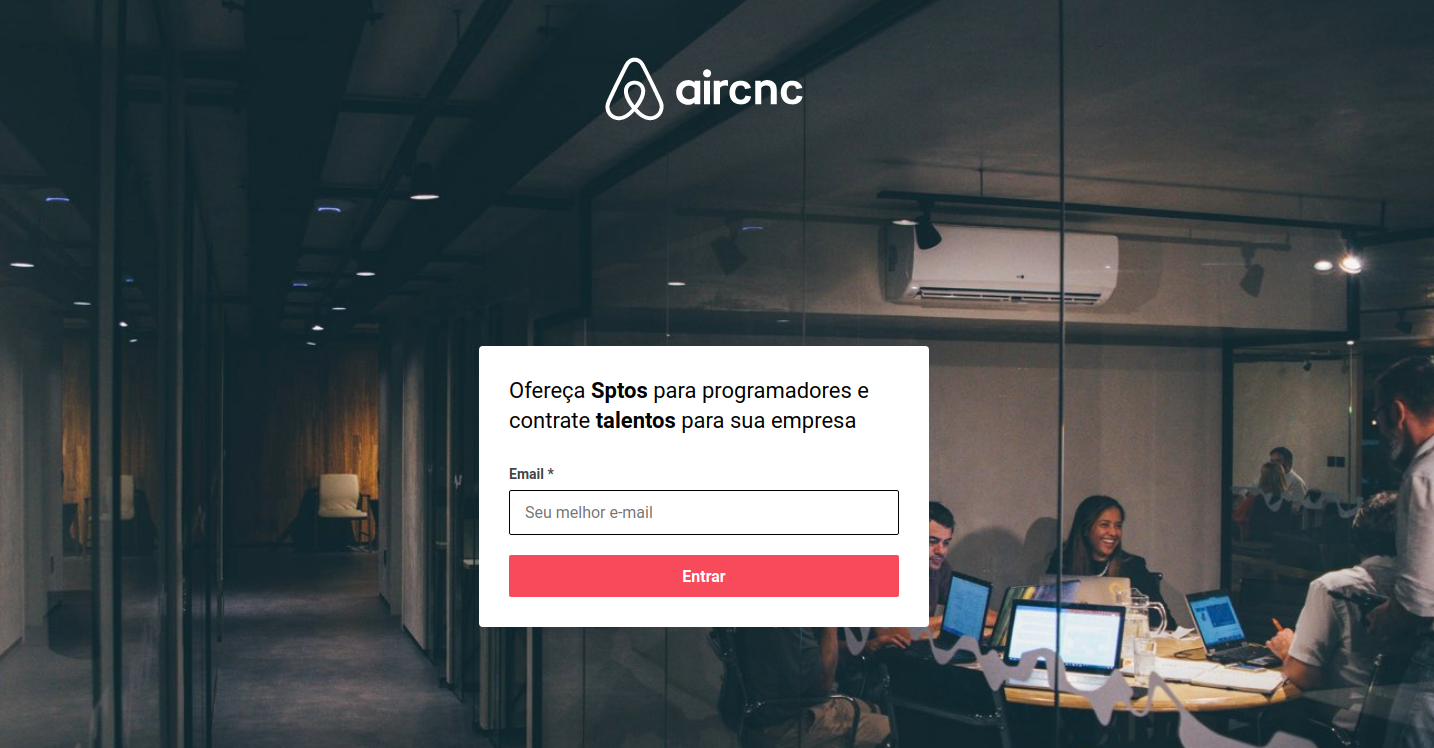 aircnc
Ofereça Sptos para programadores e
contrate talentos para sua empresa
Email *
Seu melhor e-mail
Entrar